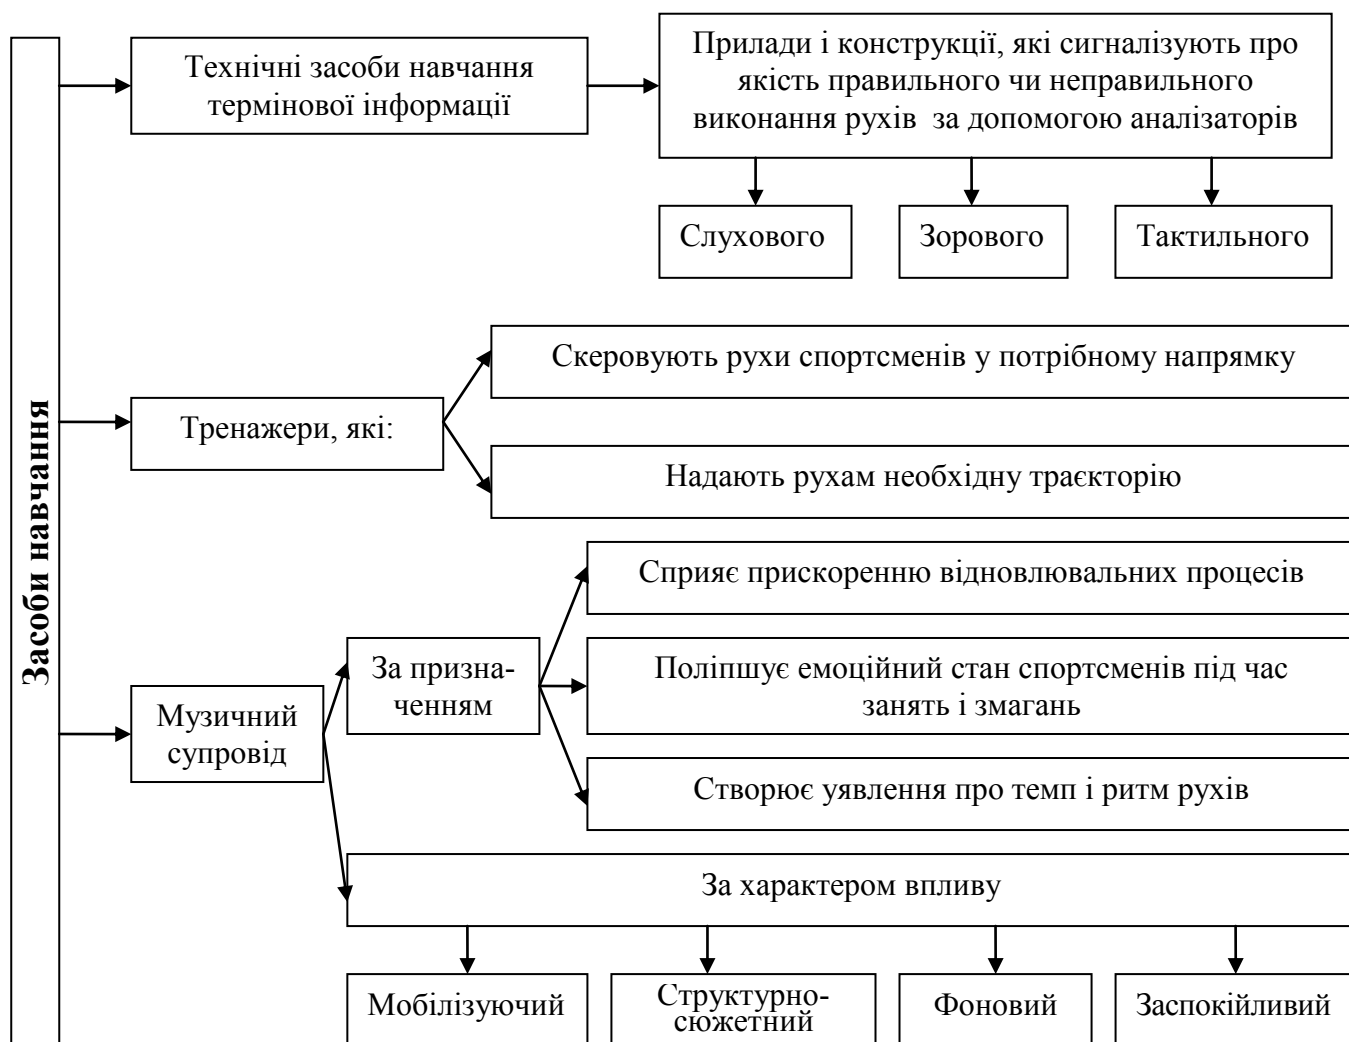 Засоби навчання
Технічні засоби навчання
термінової інформації
Прилади і конструкції, які сигналізують про
якість правильного чи неправильного
виконання рухів за допомогою аналізаторів
Слухового
Зорового
Тактильного
Тренажери, які:
Скеровують рухи спортсменів у потрібному напрямку
Надають рухам необхідну траєкторію
Музичний
супровід
За призна-
ченням
Сприяє прискоренню відновлювальних процесів
Поліпшує емоційний стан спортсменів під час
занять і змагань
Створює уявлення про темп і ритм рухів
За характером впливу
Мобілізуючий
Структурно-
сюжетний
Фоновий
Заспокійливий